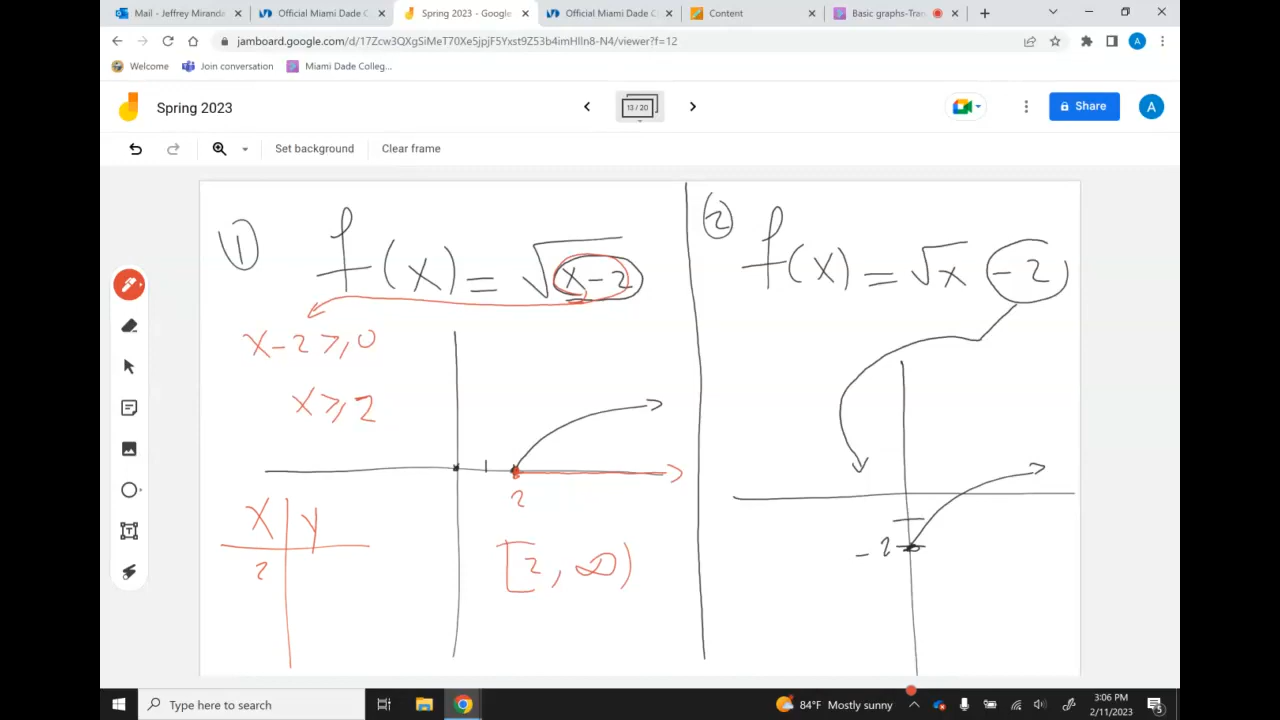 Mail - Jeffrey Miranda
Official Miami Dade C
Spring 2023 - Google
Official Miami Dade C
Content
Basic graphs-Tran
jamboard.google.com/d/17Zcw3QXgSiMeT70Xe5jpjF5Yxst9Z53b4imHlln8-N4/viewer?f=12
Welcome
Join conversation
Miami Dade Colleg...
Spring 2023
13 / 20
Share
A
Set background
Clear frame
① f(x) = √(x-2)
x-2 ≥ 0
x ≥ 2
2
x | y
2
[2, ∞)
② f(x) = √x -2
-2
Type here to search
84°F Mostly sunny
3:06 PM
2/11/2023
5